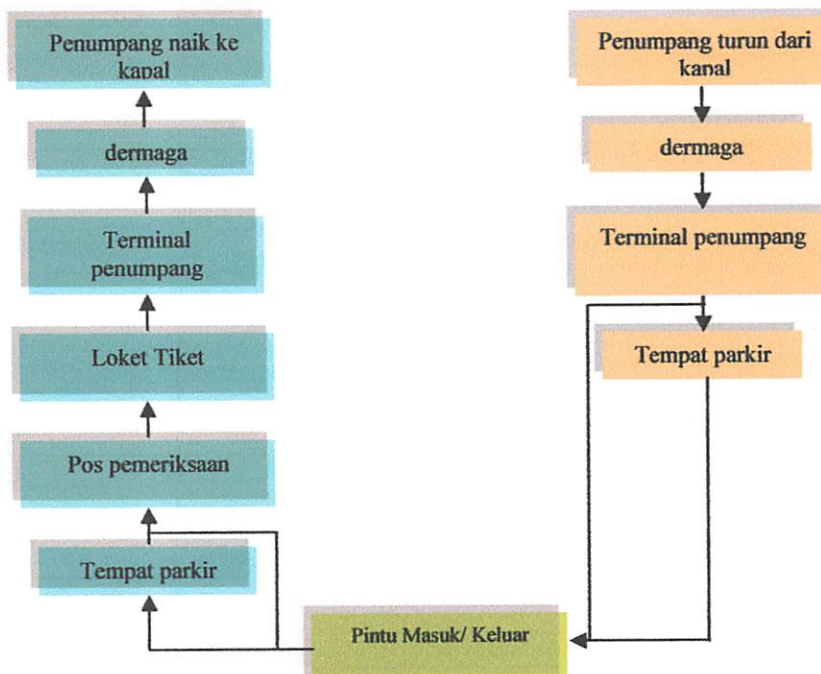 Penumpang naik ke
kapal
dermaga
Terminal
penumpang
Loket Tiket
Pos pemeriksaan
Tempat parkir
Penumpang turun dari
kapal
dermaga
Terminal penumpang
Tempat parkir
Pintu Masuk/ Keluar